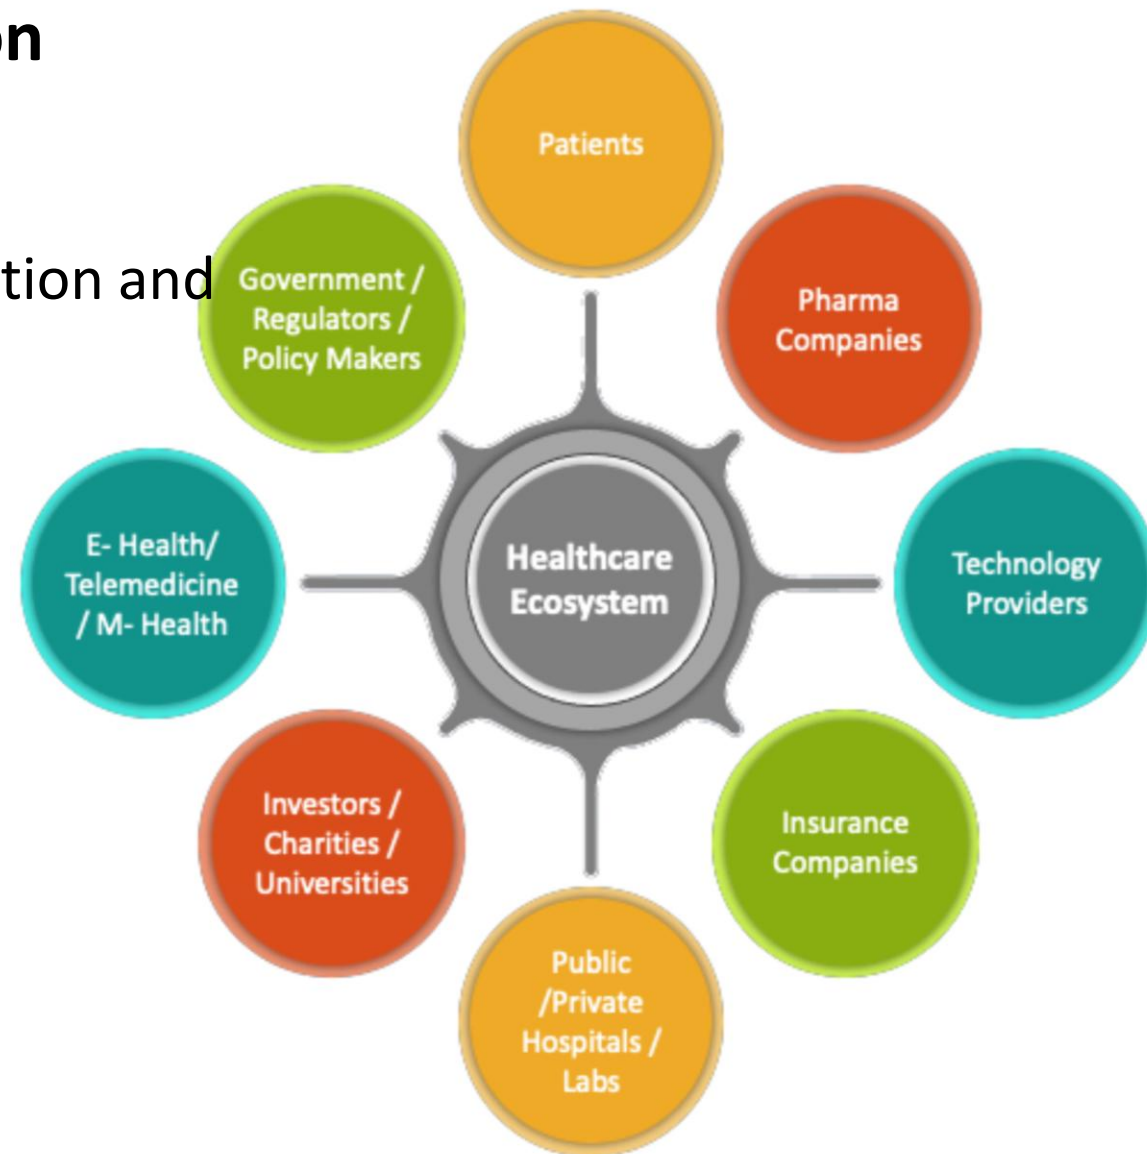 on
Patients
tion and
Government /
Regulators /
Policy Makers
Pharma
Companies
E- Health/
Telemedicine
/ M- Health
Healthcare
Ecosystem
Technology
Providers
Investors /
Charities /
Universities
Insurance
Companies
Public
/Private
Hospitals /
Labs